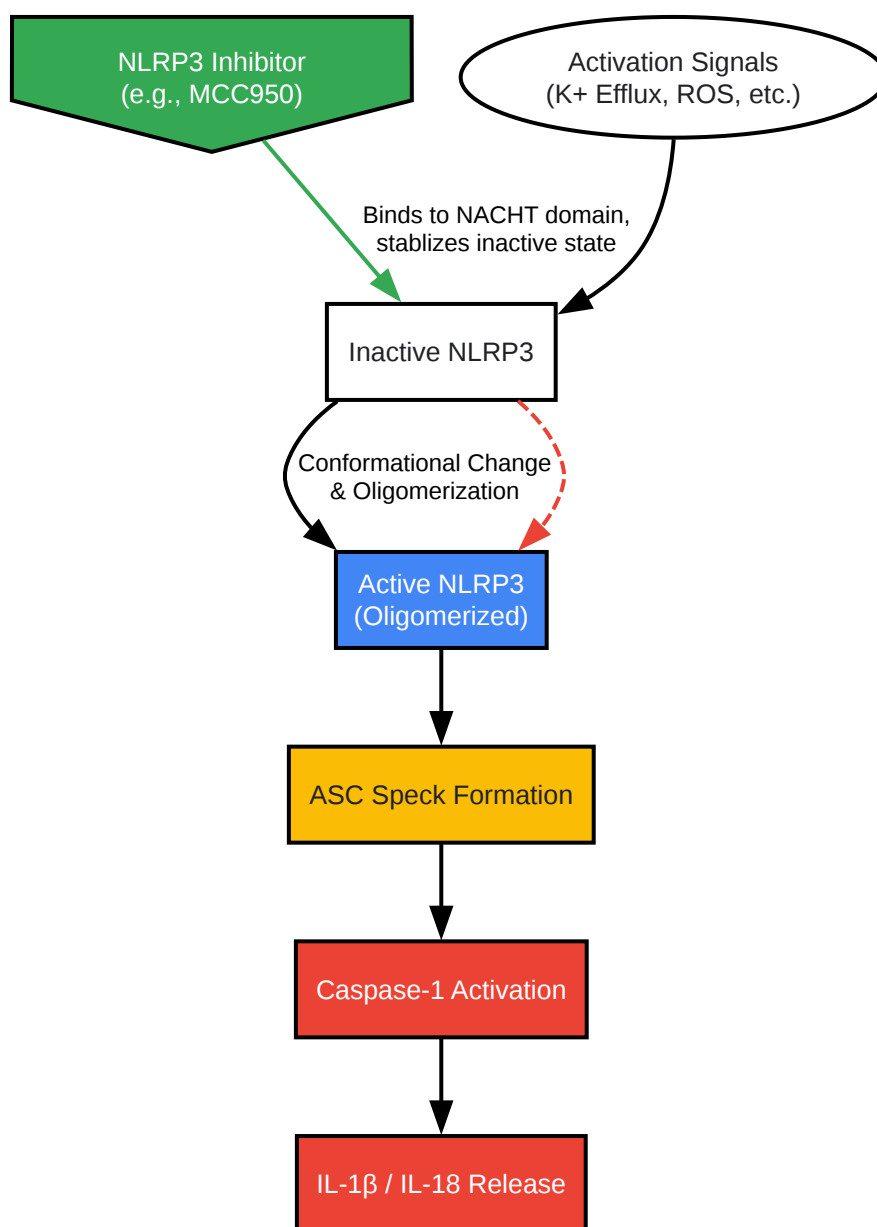 NLRP3 Inhibitor
(e.g., MCC950)
Activation Signals
(K+ Efflux, ROS, etc.)
Binds to NACHT domain,
stablizes inactive state
Inactive NLRP3
Conformational Change
& Oligomerization
Active NLRP3
(Oligomerized)
ASC Speck Formation
Caspase-1 Activation
IL-1β / IL-18 Release